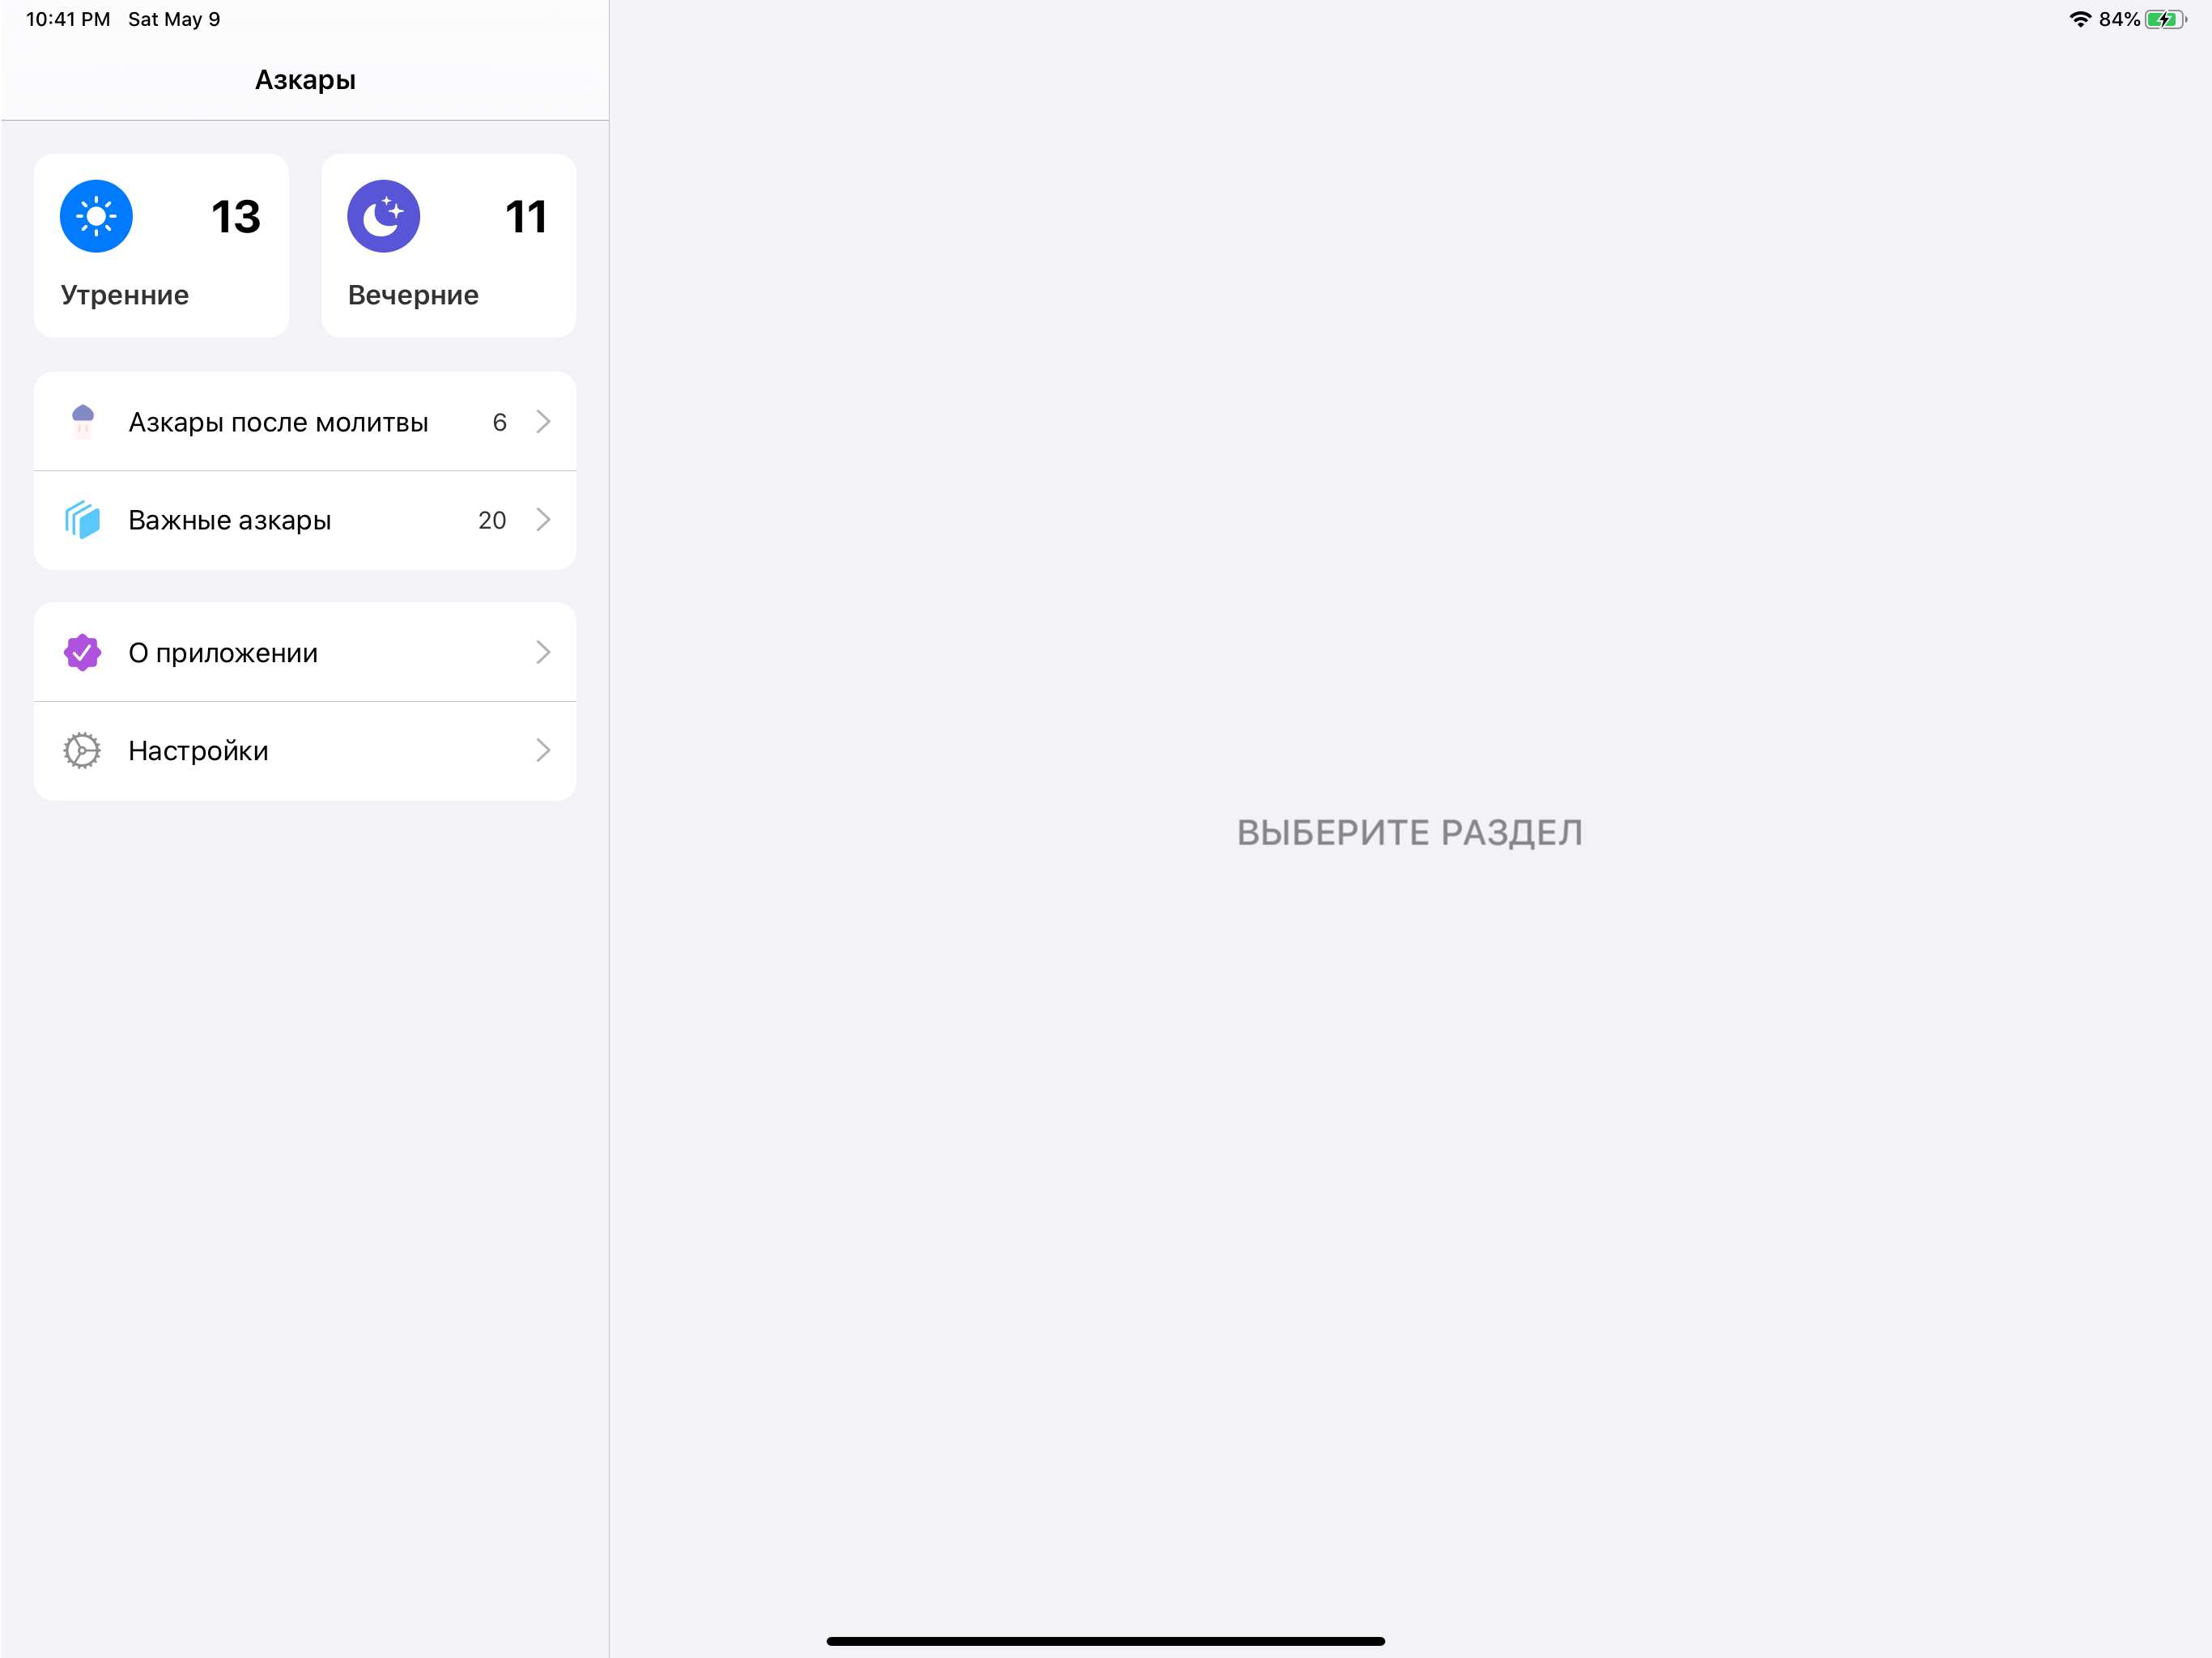 10:41 PM Sat May 9
84%
Азкары
13
Утренние
11
Вечерние
Азкары после молитвы 6
Важные азкары 20
О приложении
Настройки
ВЫБЕРИТЕ РАЗДЕЛ